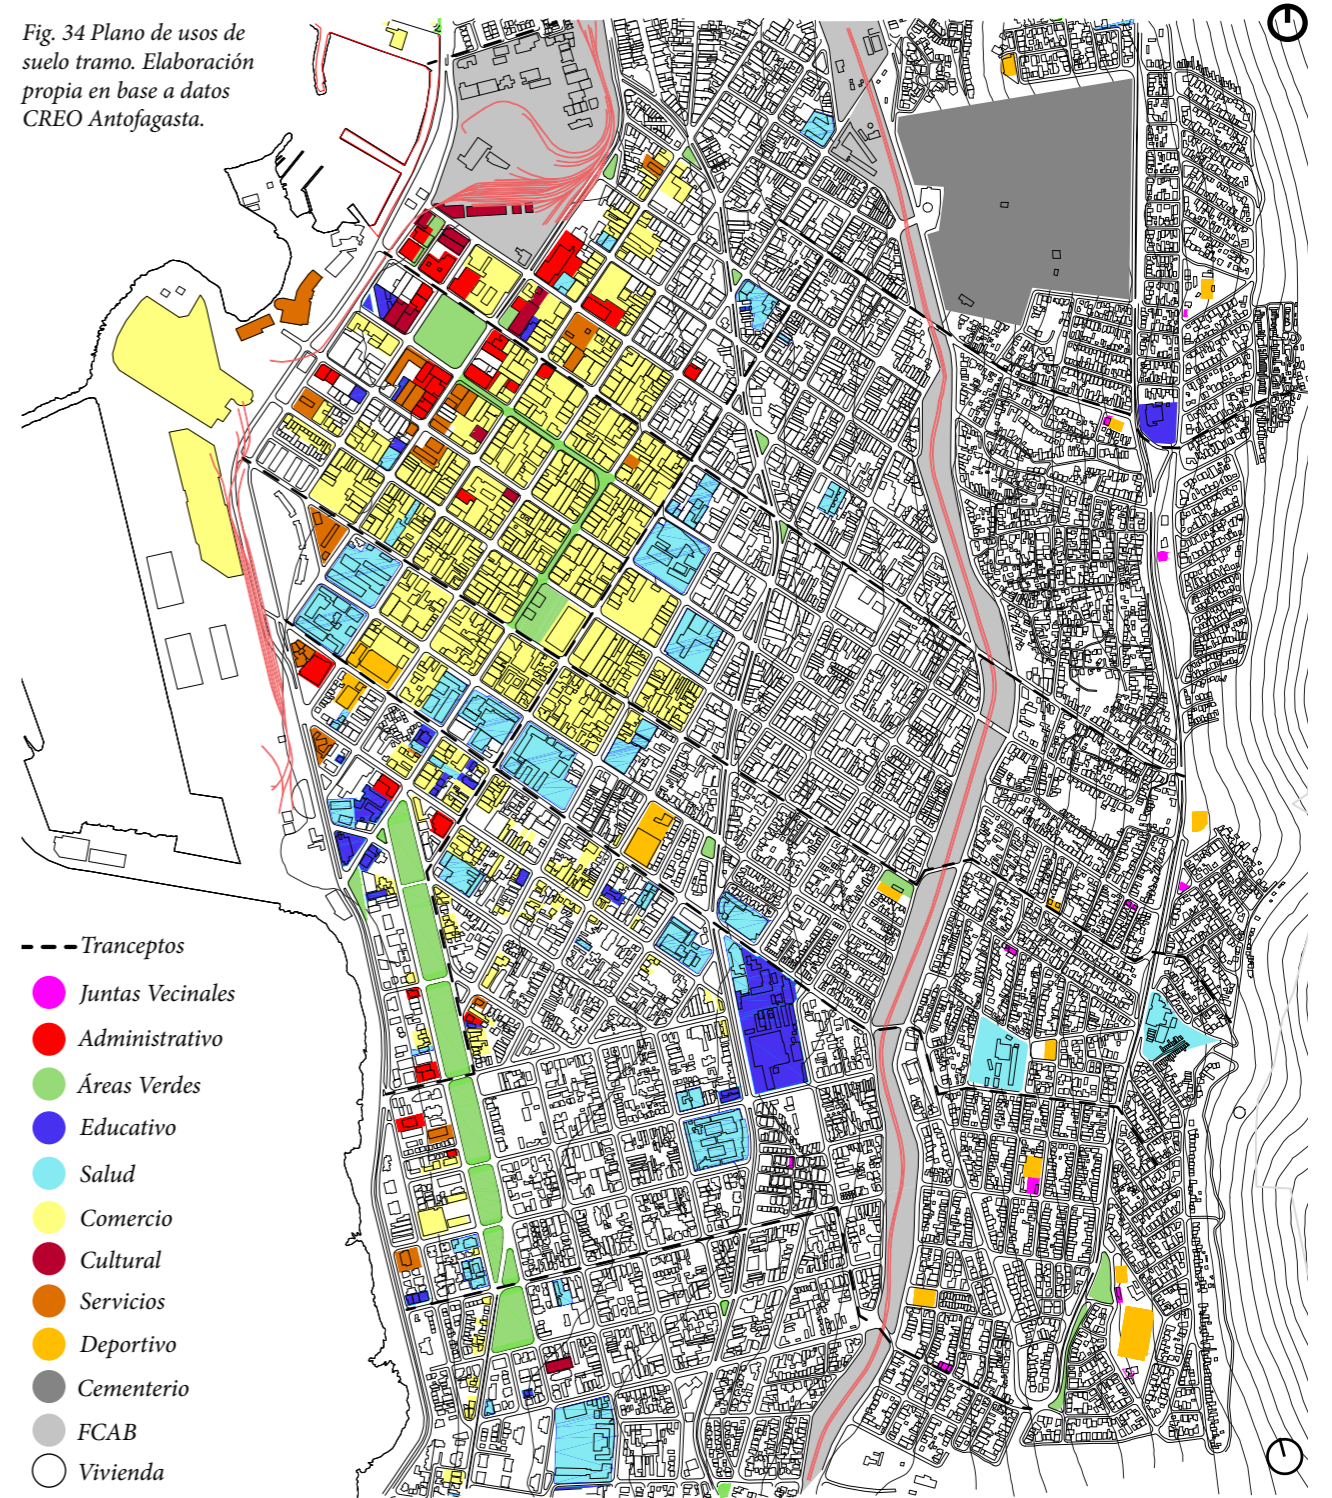 Fig. 34 Plano de usos de
suelo tramo. Elaboración
propia en base a datos
CREO Antofagasta.
Tranceptos
Juntas Vecinales
Administrativo
Áreas Verdes
Educativo
Salud
Comercio
Cultural
Servicios
Deportivo
Cementerio
FCAB
Vivienda